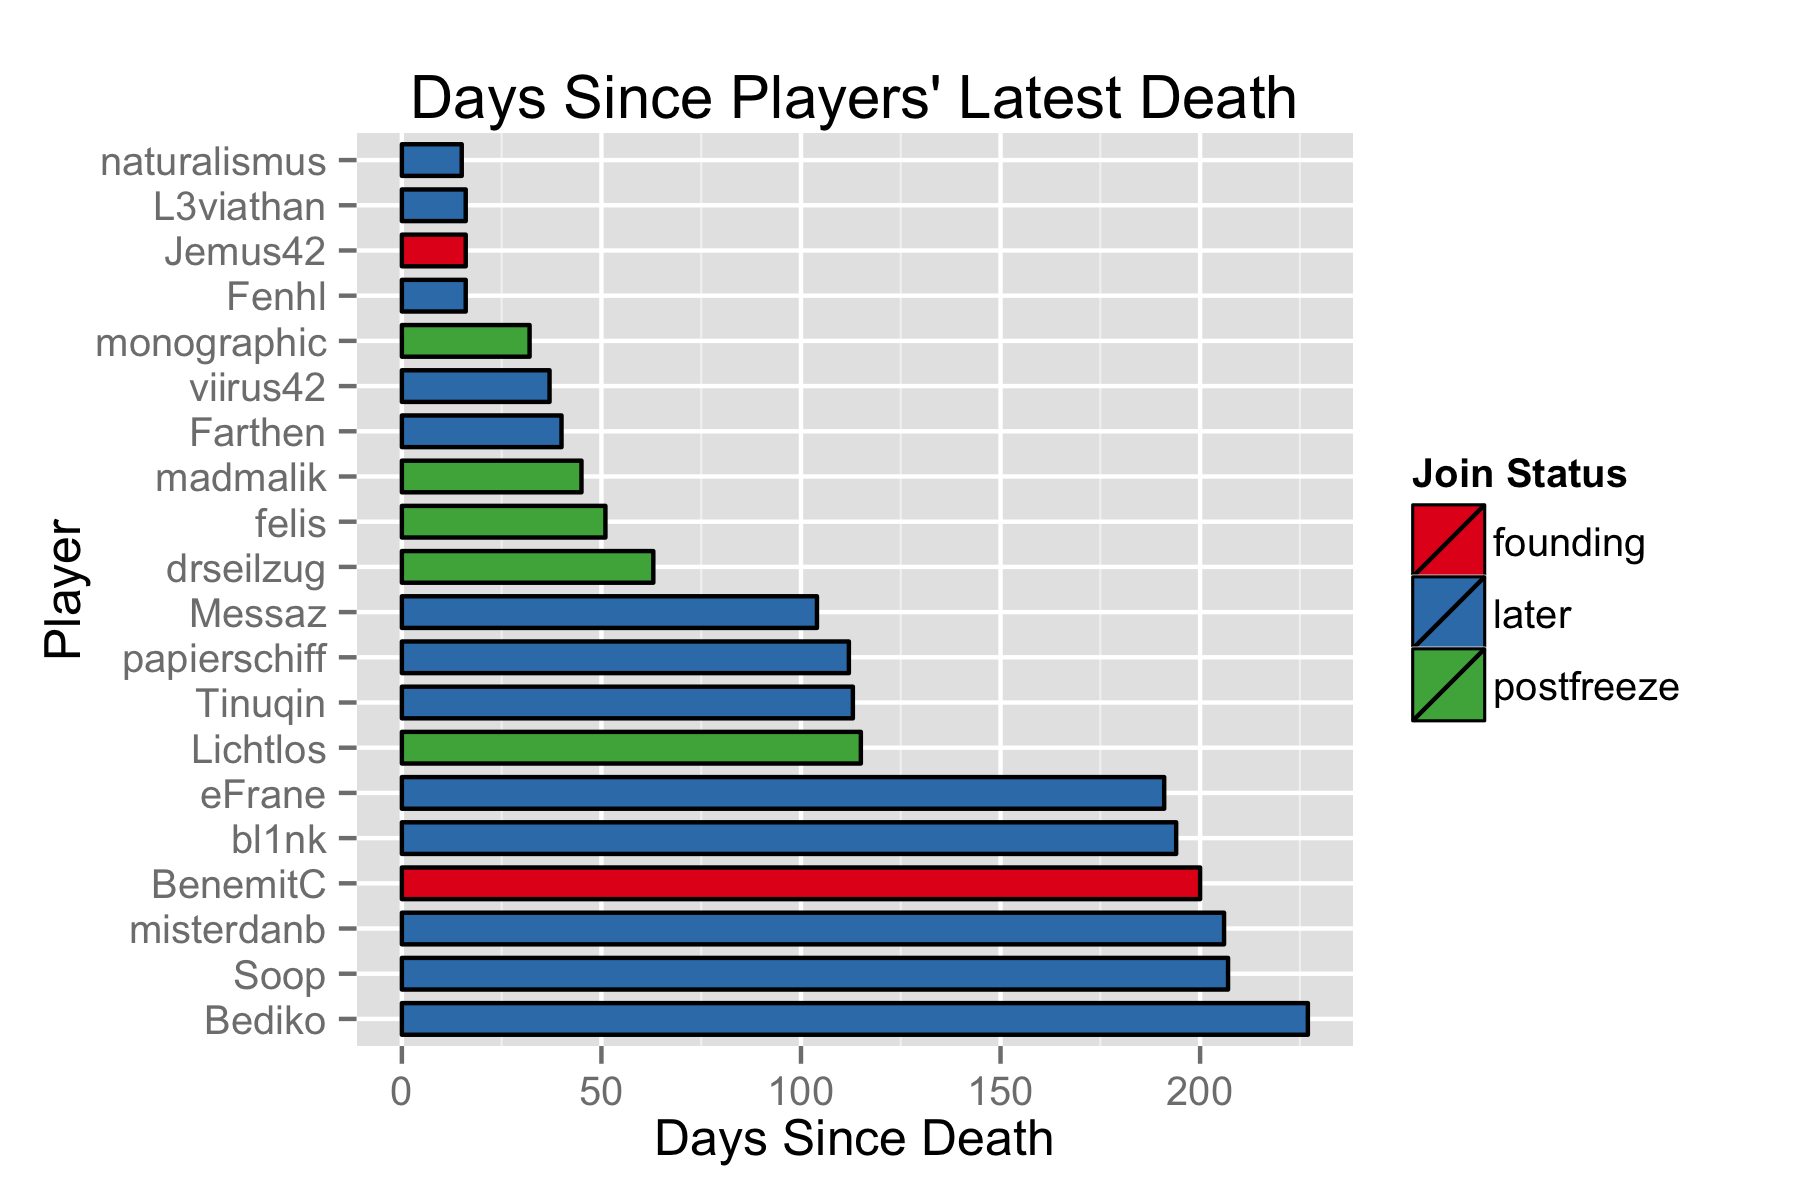 Days Since Players' Latest Death
naturalismus
L3viathan
Jemus42
Fenhl
monographic
viirus42
Farthen
madmalik
felis
drseilzug
Messaz
papierschiff
Tinuqin
Lichtlos
eFrane
bl1nk
BenemitC
misterdanb
Soop
Bediko
Player
0 50 100 150 200
Days Since Death
Join Status
founding
later
postfreeze